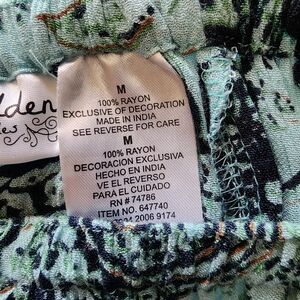 lden
M
100% RAYON
EXCLUSIVE OF DECORATION
MADE IN INDIA
SEE REVERSE FOR CARE
M
100% RAYON
DECORACION EXCLUSIVA
HECHO EN INDIA
VE EL REVERSO
PARA EL CUIDADO
RN # 74786
ITEM NO. 647740
2006 9174